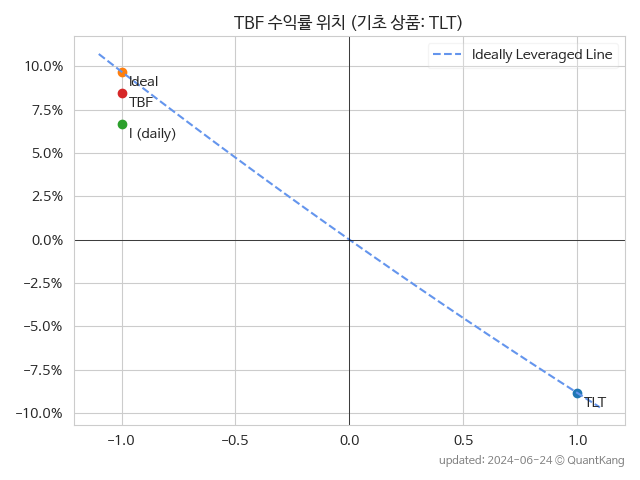 TBF 수익률 위치 (기초 상품: TLT)
Ideally Leveraged Line
10.0%
7.5%
5.0%
2.5%
0.0%
−2.5%
−5.0%
−7.5%
−10.0%
Ideal
TBF
I (daily)
TLT
−1.0 −0.5 0.0 0.5 1.0
updated: 2024-06-24 © QuantKang